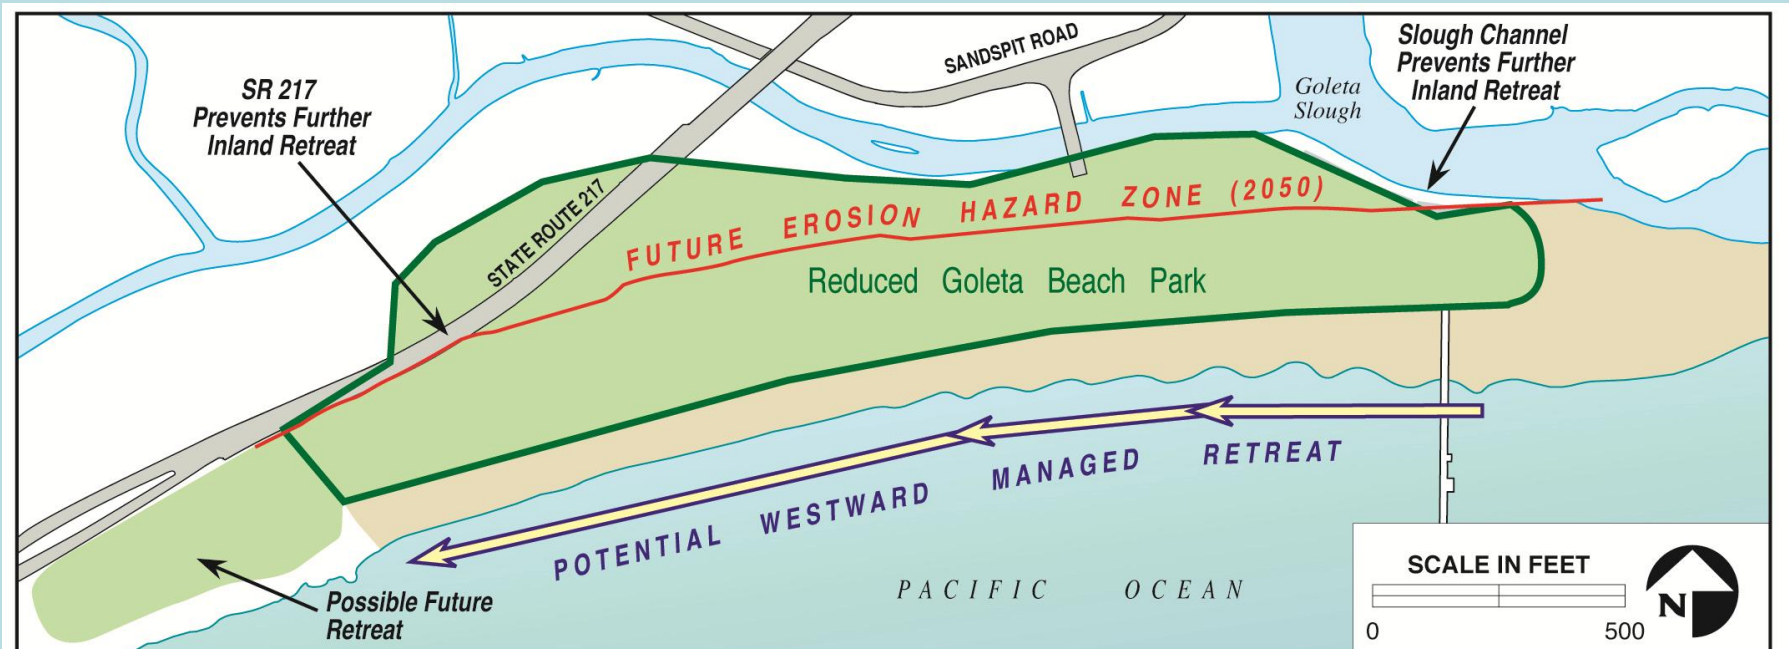 SANDSPIT ROAD
Slough Channel
Prevents Further
Inland Retreat
SR 217
Prevents Further
Inland Retreat
Goleta
Slough
STATE ROUTE 217
FUTURE EROSION HAZARD ZONE (2050)
Reduced Goleta Beach Park
POTENTIAL WESTWARD MANAGED RETREAT
PACIFIC OCEAN
Possible Future
Retreat
SCALE IN FEET
0 500
N